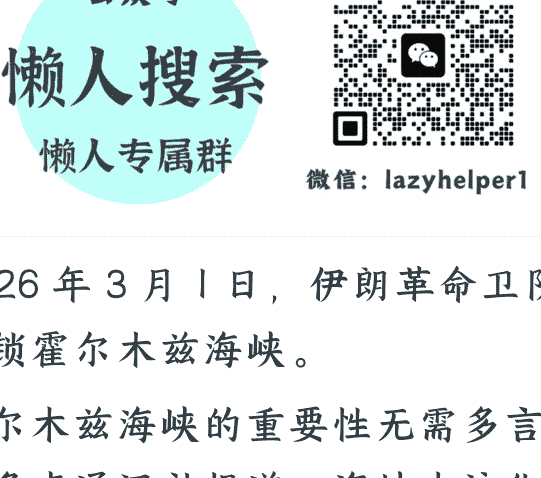 懒人搜索
懒人专属群
微信：lazyhelper1
26 年 3 月 1 日，伊朗革命卫队
锁霍尔木兹海峡。
尔木兹海峡的重要性无需多言